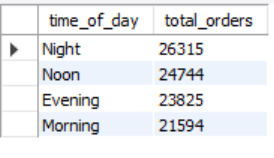 time_of_day total_orders
Night 26315
Noon 24744
Evening 23825
Morning 21594